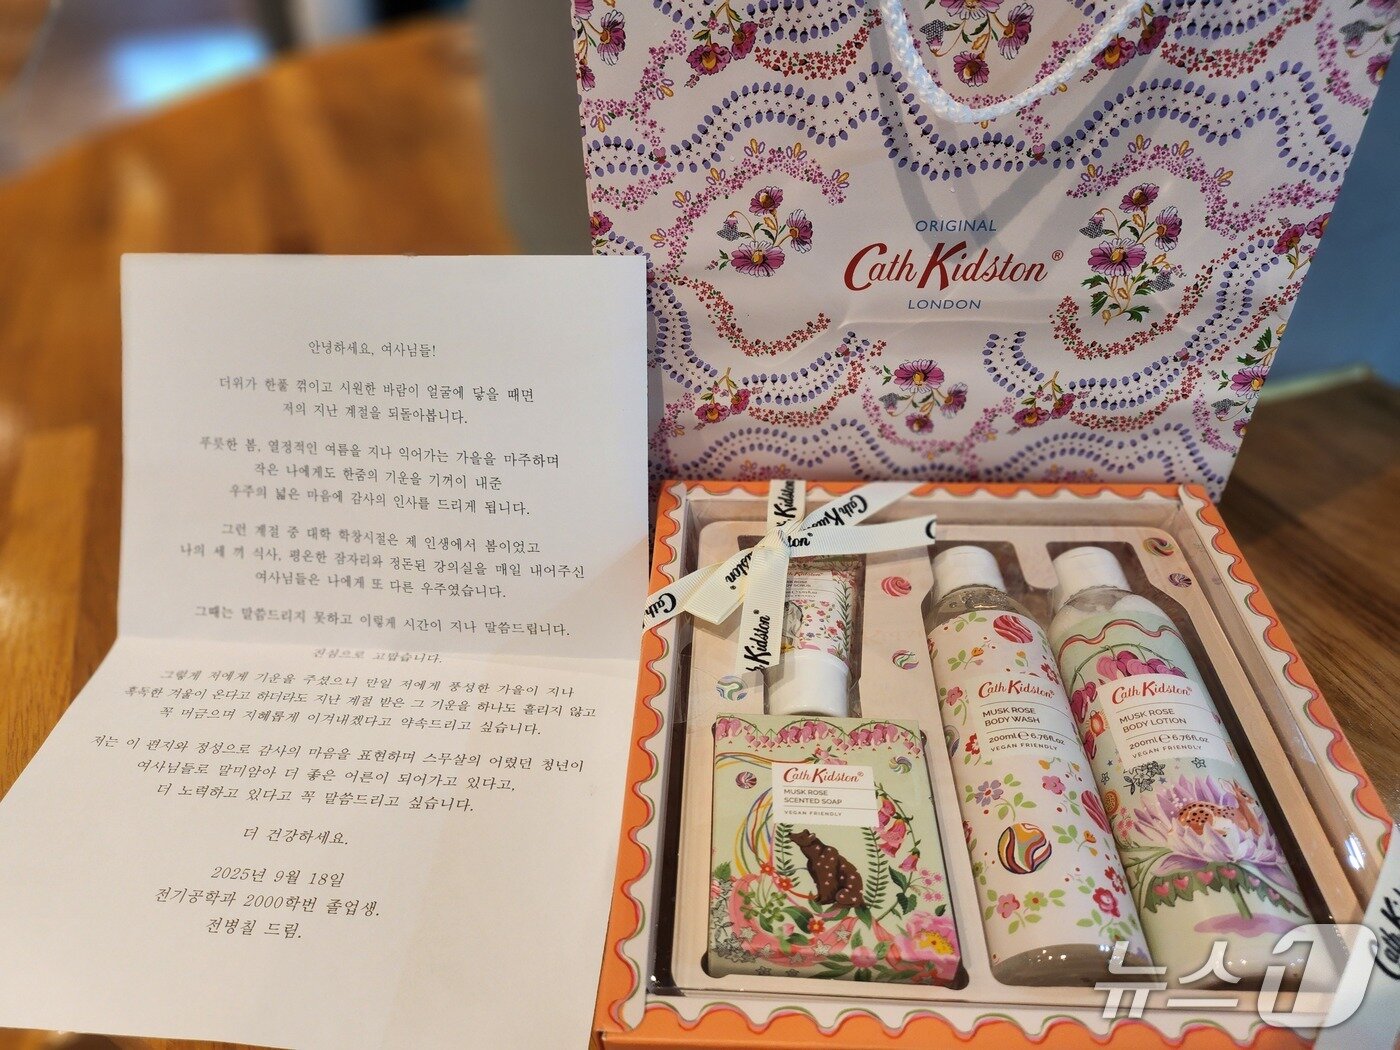 안녕하세요, 여사님들!
더위가 한풀 꺾이고 시원한 바람이 얼굴에 닿을 때면
저의 지난 계절을 되돌아봅니다.
푸릇한 봄, 열정적인 여름을 지나 익어가는 가을을 마주하며
작은 나에게도 한줌의 기운을 기꺼이 내준
우주의 넓은 마음에 감사의 인사를 드리게 됩니다.
그런 계절 중 대학 학창시절은 제 인생에서 봄이었고
나의 세 끼 식사, 평온한 잠자리와 정돈된 강의실을 매일 내어주신
여사님들은 나에게 또 다른 우주였습니다.
그때는 말씀드리지 못하고 이렇게 시간이 지나 말씀드립니다.
진심으로 고맙습니다.
그렇게 저에게 기운을 주셨으니 만일 저에게 풍성한 가을이 지나
혹독한 겨울이 온다고 하더라도 지난 계절 받은 그 기운을 하나도 흘리지 않고
꼭 머금으며 지혜롭게 이겨내겠다고 약속드리고 싶습니다.
저는 이 편지와 정성으로 감사의 마음을 표현하며 스무살의 어렸던 청년이
여사님들로 말미암아 더 좋은 어른이 되어가고 있다고,
더 노력하고 있다고 꼭 말씀드리고 싶습니다.
더 건강하세요.
2025년 9월 18일
전기공학과 2000학번 졸업생.
전병칠 드림.
ORIGINAL
Cath Kidston®
LONDON
Cath Kidston
Cath Kidston
Cath Kidston
MUSK ROSE
SCENTED SOAP
VEGAN FRIENDLY
Cath Kidston
MUSK ROSE
BODY WASH
200ml ℮ 6.76fl.oz
VEGAN FRIENDLY
Cath Kidston
MUSK ROSE
BODY LOTION
200ml ℮ 6.76fl.oz
VEGAN FRIENDLY
뉴스1